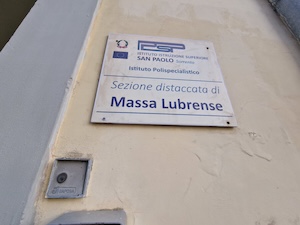 ISTITUTO ISTRUZIONE SUPERIORE
SAN PAOLO
Istituto Polispecialistico
Sezione distaccata di
Massa Lubrense